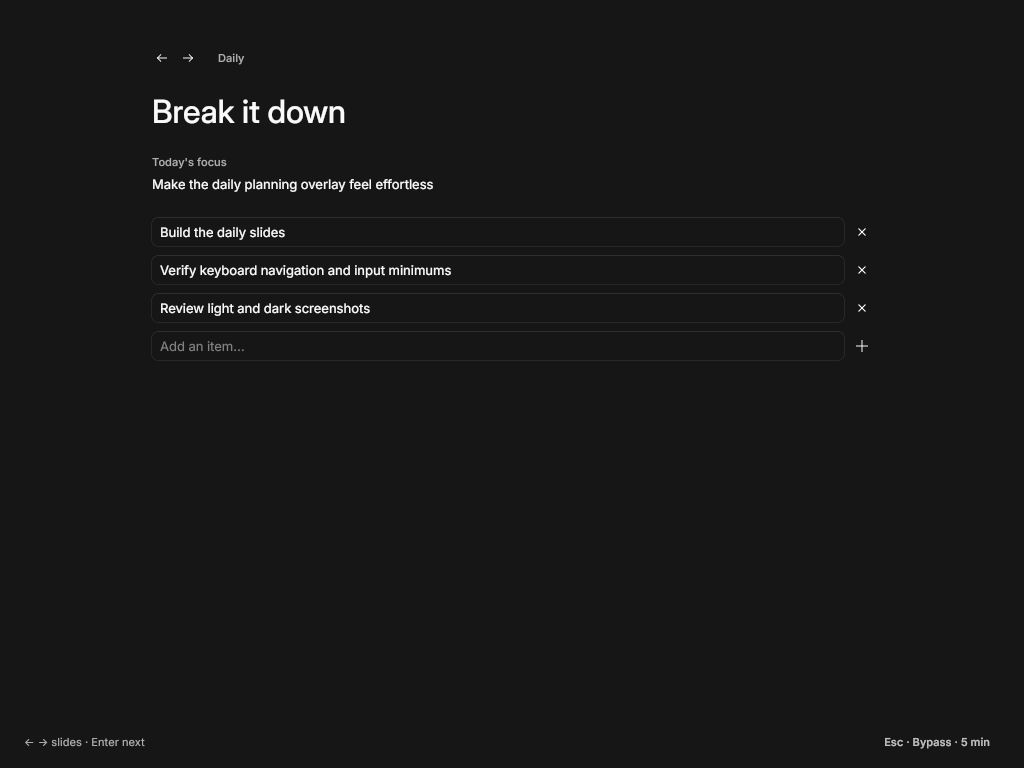 ← → Daily
Break it down
Today's focus
Make the daily planning overlay feel effortless
Build the daily slides
Verify keyboard navigation and input minimums
Review light and dark screenshots
Add an item...
← → slides · Enter next
Esc · Bypass · 5 min